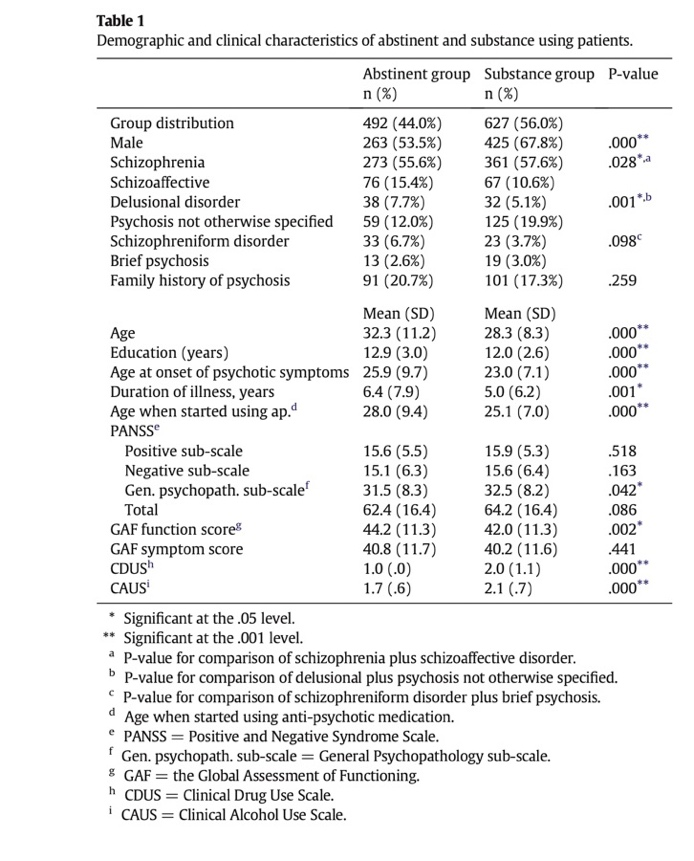 Table 1
Demographic and clinical characteristics of abstinent and substance using patients.
Abstinent group Substance group P-value
n (%) n (%)
Group distribution 492 (44.0%) 627 (56.0%)
Male 263 (53.5%) 425 (67.8%) .000**
Schizophrenia 273 (55.6%) 361 (57.6%) .028*,a
Schizoaffective 76 (15.4%) 67 (10.6%)
Delusional disorder 38 (7.7%) 32 (5.1%) .001*,b
Psychosis not otherwise specified 59 (12.0%) 125 (19.9%)
Schizophreniform disorder 33 (6.7%) 23 (3.7%) .098c
Brief psychosis 13 (2.6%) 19 (3.0%)
Family history of psychosis 91 (20.7%) 101 (17.3%) .259
Mean (SD) Mean (SD)
Age 32.3 (11.2) 28.3 (8.3) .000**
Education (years) 12.9 (3.0) 12.0 (2.6) .000**
Age at onset of psychotic symptoms 25.9 (9.7) 23.0 (7.1) .000**
Duration of illness, years 6.4 (7.9) 5.0 (6.2) .001*
Age when started using ap.d 28.0 (9.4) 25.1 (7.0) .000**
PANSSe
Positive sub-scale 15.6 (5.5) 15.9 (5.3) .518
Negative sub-scale 15.1 (6.3) 15.6 (6.4) .163
Gen. psychopath. sub-scalef 31.5 (8.3) 32.5 (8.2) .042*
Total 62.4 (16.4) 64.2 (16.4) .086
GAF function scoreg 44.2 (11.3) 42.0 (11.3) .002*
GAF symptom score 40.8 (11.7) 40.2 (11.6) .441
CDUSh 1.0 (.0) 2.0 (1.1) .000**
CAUSi 1.7 (.6) 2.1 (.7) .000**
* Significant at the .05 level.
** Significant at the .001 level.
a P-value for comparison of schizophrenia plus schizoaffective disorder.
b P-value for comparison of delusional plus psychosis not otherwise specified.
c P-value for comparison of schizophreniform disorder plus brief psychosis.
d Age when started using anti-psychotic medication.
e PANSS = Positive and Negative Syndrome Scale.
f Gen. psychopath. sub-scale = General Psychopathology sub-scale.
g GAF = the Global Assessment of Functioning.
h CDUS = Clinical Drug Use Scale.
i CAUS = Clinical Alcohol Use Scale.